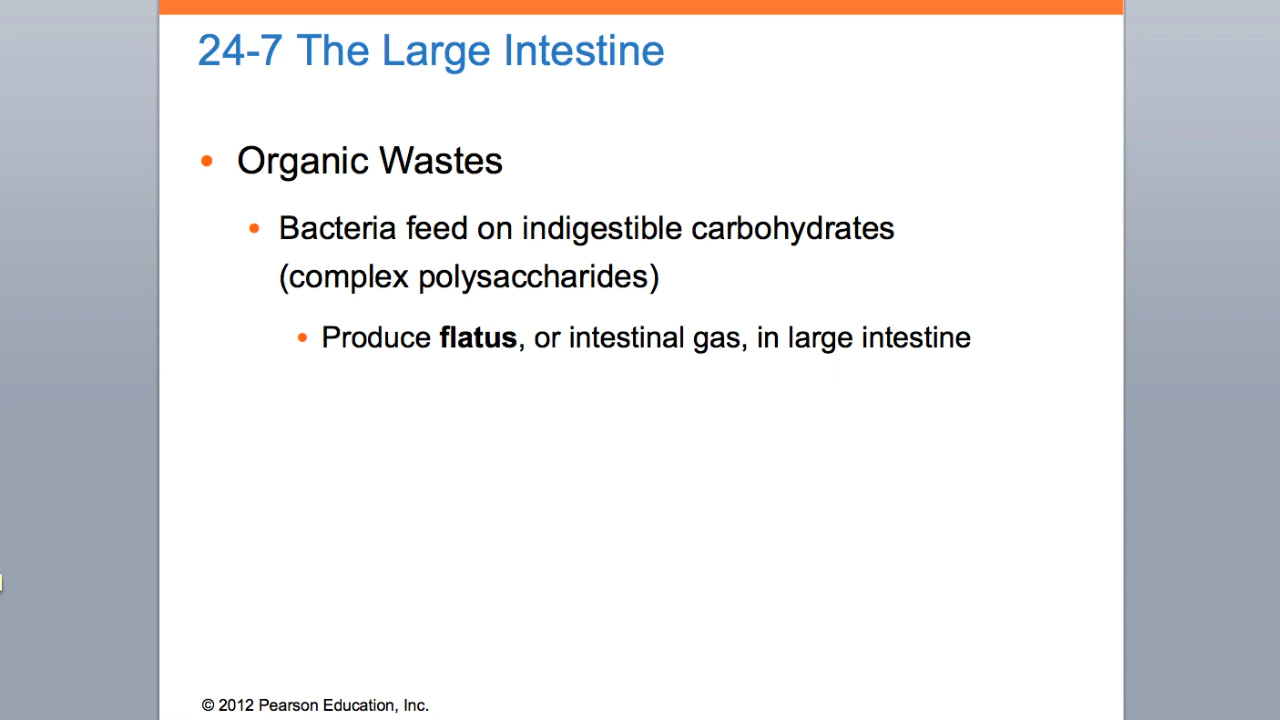 24-7 The Large Intestine
• Organic Wastes
• Bacteria feed on indigestible carbohydrates
(complex polysaccharides)
• Produce flatus, or intestinal gas, in large intestine
© 2012 Pearson Education, Inc.